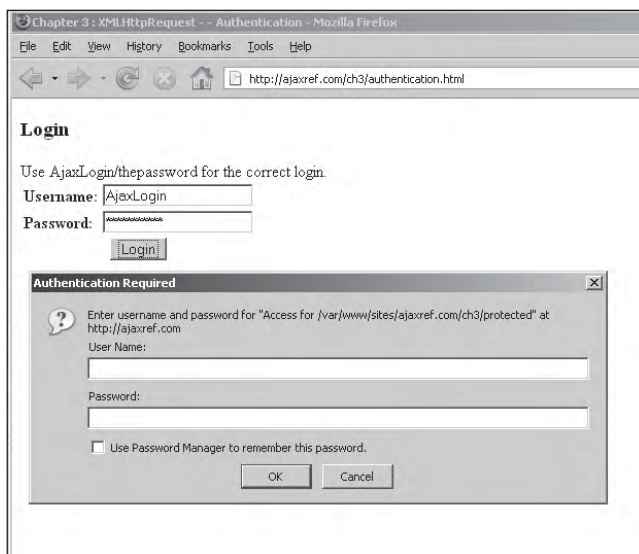 Chapter 3 : XMLHttpRequest - - Authentication - Mozilla Firefox
File Edit View History Bookmarks Tools Help
http://ajaxref.com/ch3/authentication.html
Login
Use AjaxLogin/thepassword for the correct login.
Username: AjaxLogin
Password: ***********
Login
Authentication Required
Enter username and password for "Access for /var/www/sites/ajaxref.com/ch3/protected" at
http://ajaxref.com
User Name:
Password:
Use Password Manager to remember this password.
OK Cancel